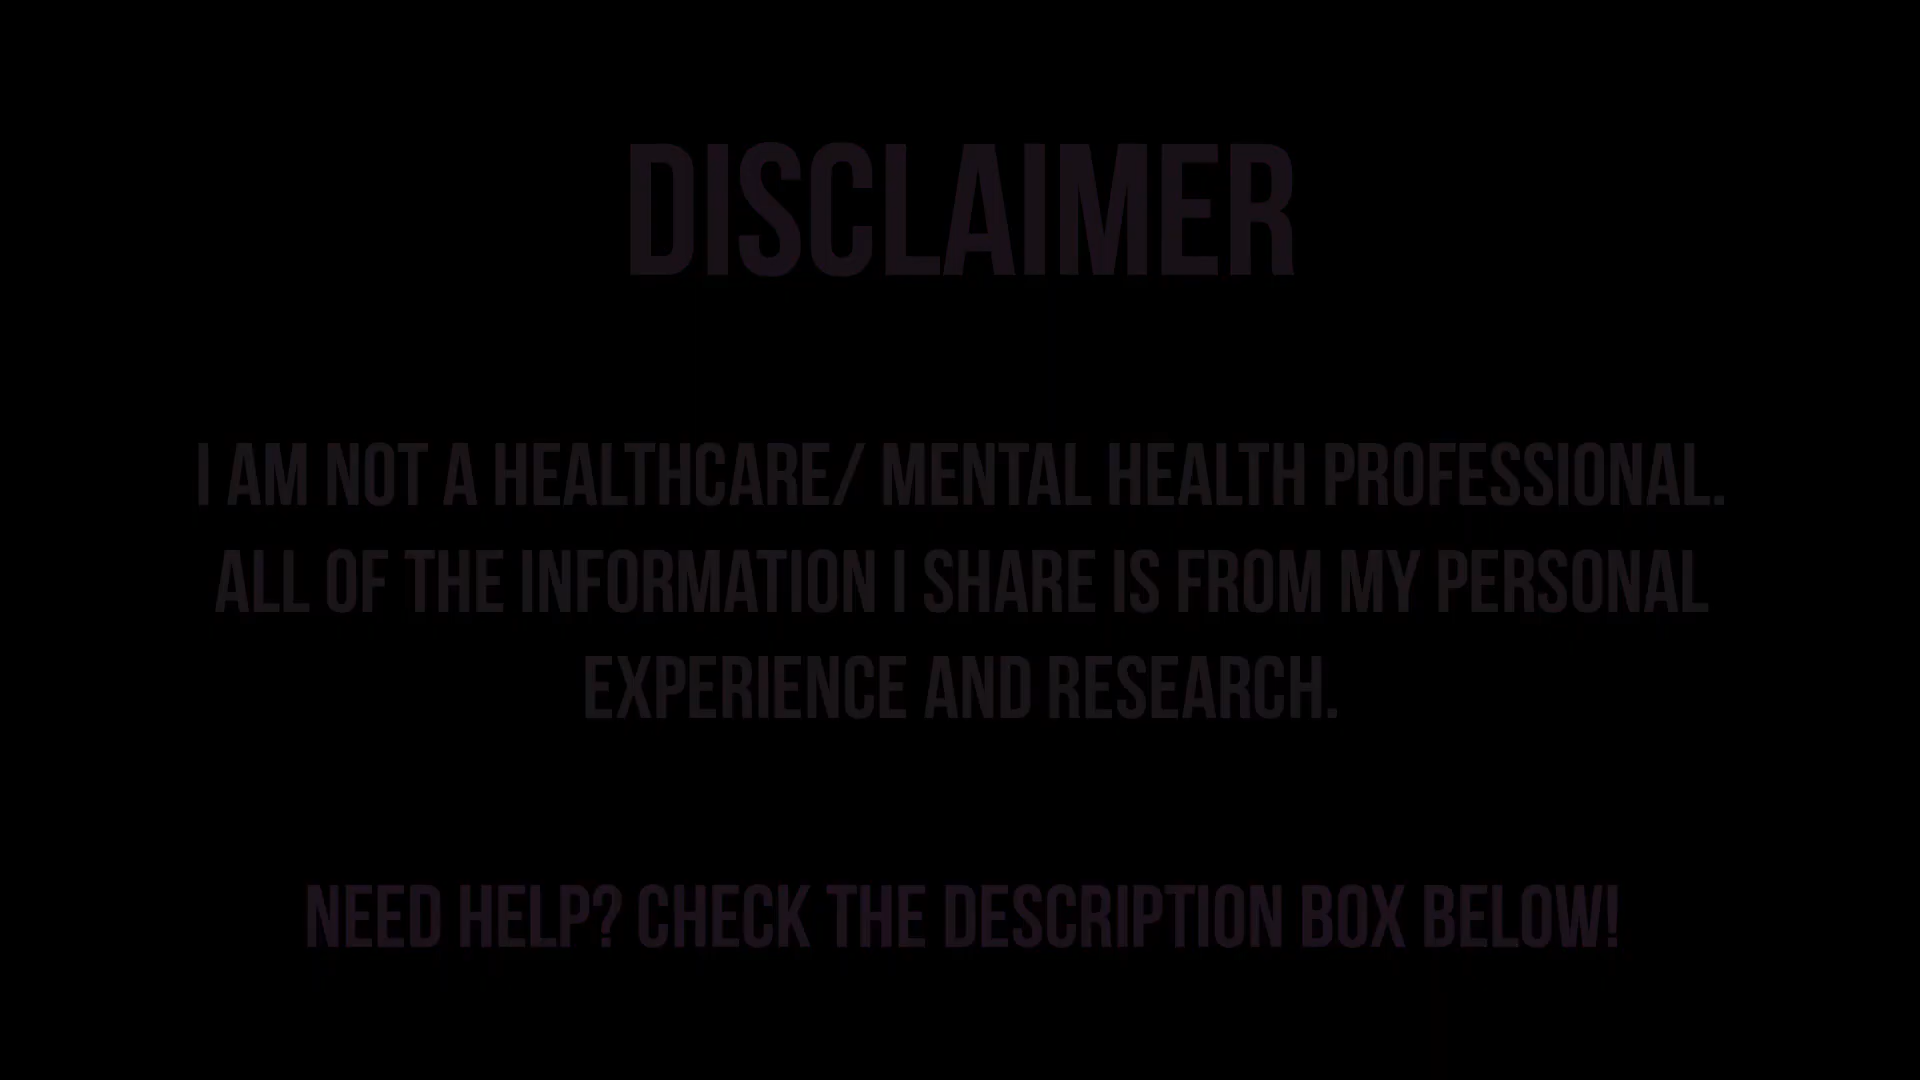 DISCLAIMER
I AM NOT A HEALTHCARE/ MENTAL HEALTH PROFESSIONAL.
ALL OF THE INFORMATION I SHARE IS FROM MY PERSONAL
EXPERIENCE AND RESEARCH.
NEED HELP? CHECK THE DESCRIPTION BOX BELOW!